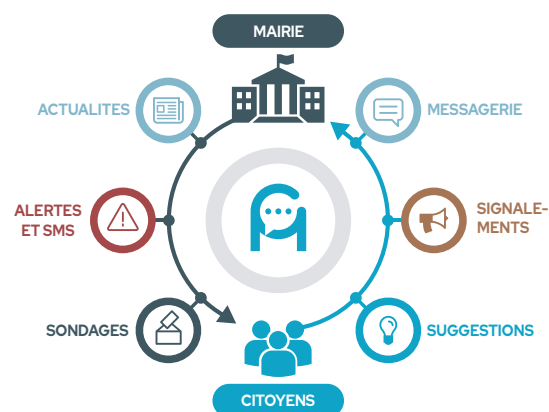 MAIRIE
ACTUALITES
MESSAGERIE
ALERTES
ET SMS
SIGNALE-
MENTS
SONDAGES
SUGGESTIONS
CITOYENS